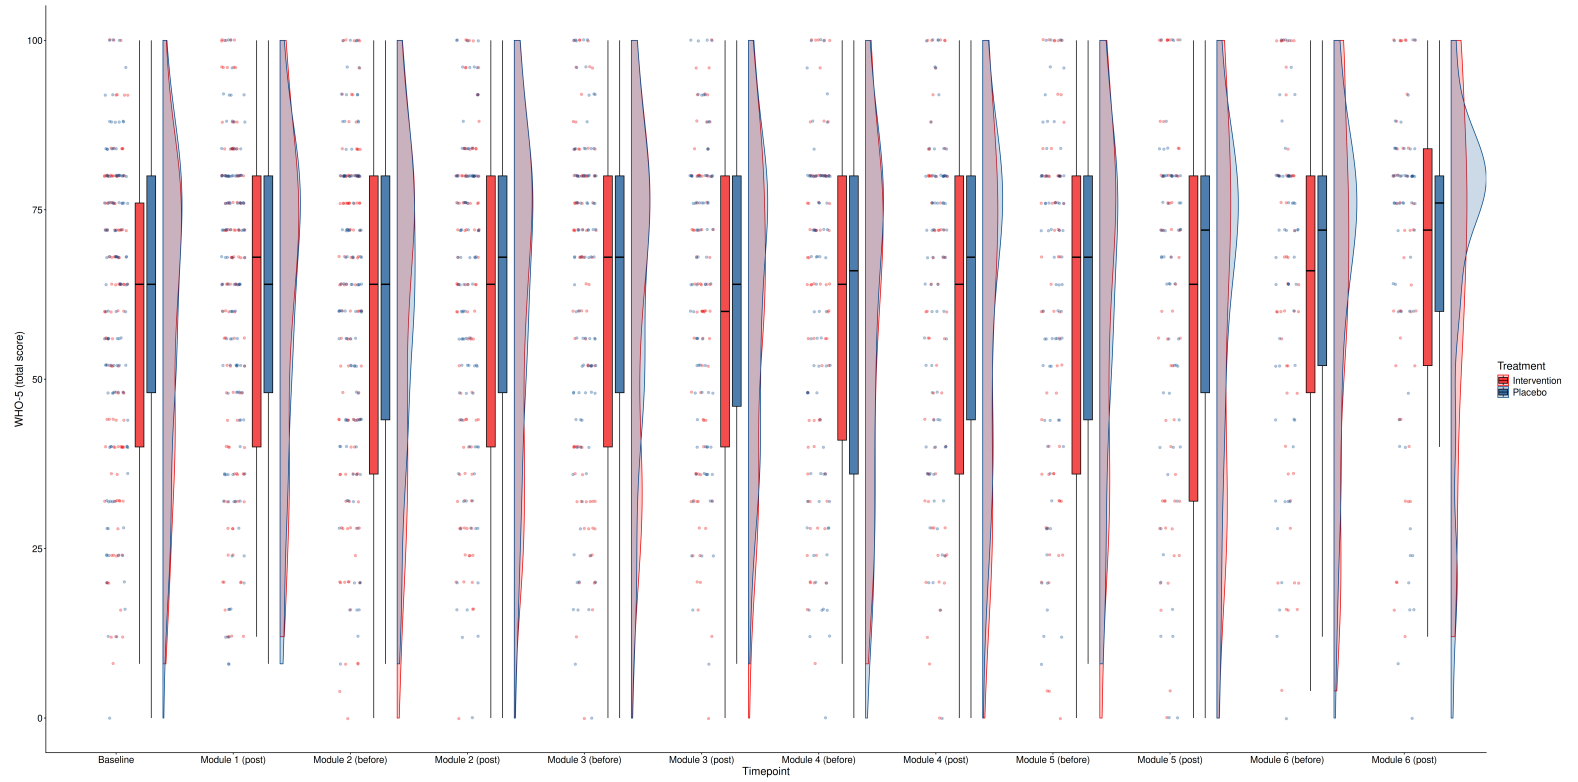 100
75
50
25
0
WHO-5 (total score)
Baseline
Module 1 (post)
Module 2 (before)
Module 2 (post)
Module 3 (before)
Module 3 (post)
Module 4 (before)
Module 4 (post)
Module 5 (before)
Module 5 (post)
Module 6 (before)
Module 6 (post)
Timepoint
Treatment
Intervention
Placebo